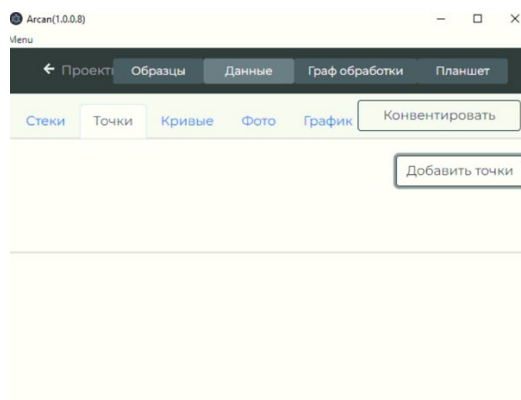 Arcan(1.0.0.8)
Menu
← Проекты Образцы Данные Граф обработки Планшет
Стеки Точки Кривые Фото График Конвентировать
Добавить точки